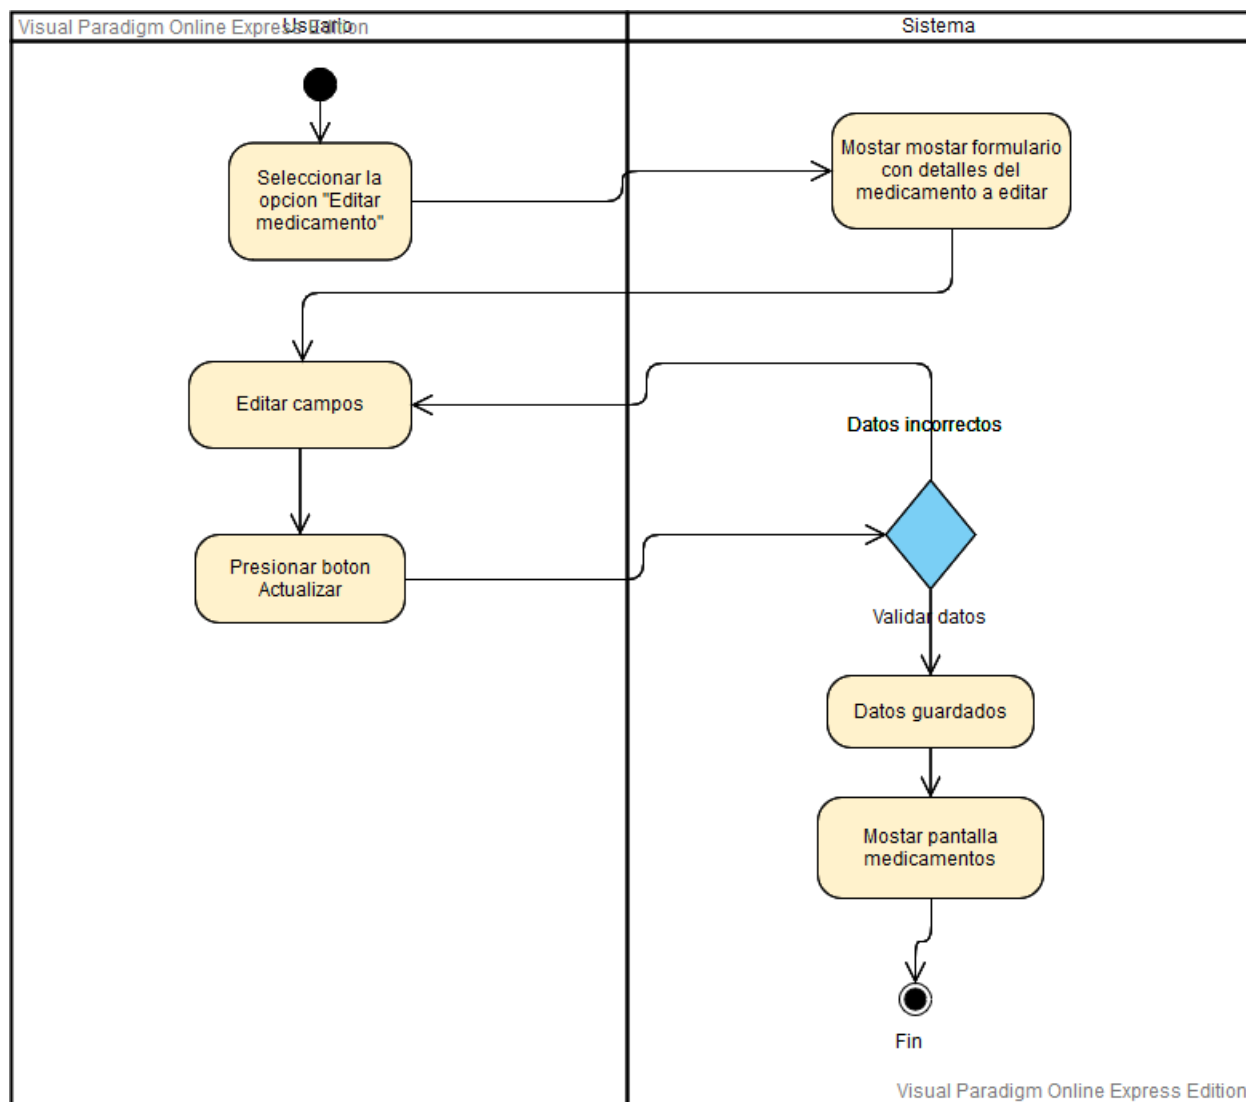 Visual Paradigm Online Express Edition
Usuario
Sistema
Seleccionar la
opcion "Editar
medicamento"
Mostar mostar formulario
con detalles del
medicamento a editar
Editar campos
Datos incorrectos
Presionar boton
Actualizar
Validar datos
Datos guardados
Mostar pantalla
medicamentos
Fin
Visual Paradigm Online Express Edition